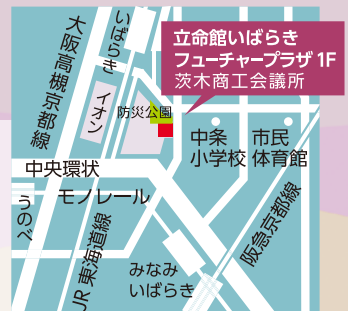 立命館いばらき
フューチャープラザ 1F
茨木商工会議所
大阪高槻京都線
いばらき
イオン
防災公園
中条
小学校
市民
体育館
中央環状
モノレール
うのべ
JR 東海道線
みなみ
いばらき
阪急京都線